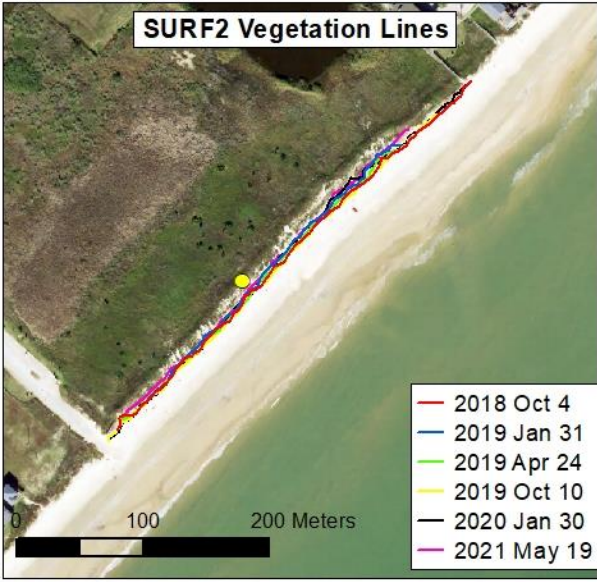 SURF2 Vegetation Lines
2018 Oct 4
2019 Jan 31
2019 Apr 24
2019 Oct 10
2020 Jan 30
2021 May 19
0 100 200 Meters